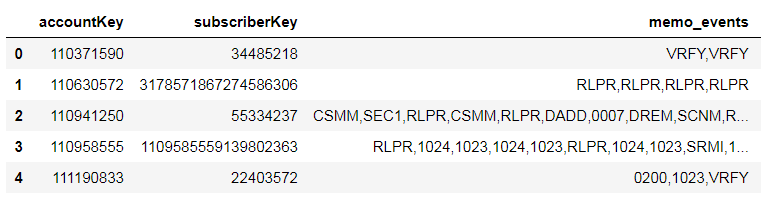 accountKey subscriberKey memo_events
0 110371590 34485218 VRFY,VRFY
1 110630572 3178571867274586306 RLPR,RLPR,RLPR,RLPR
2 110941250 55334237 CSMM,SEC1,RLPR,CSMM,RLPR,DADD,0007,DREM,SCNM,R...
3 110958555 1109585559139802363 RLPR,1024,1023,1024,1023,RLPR,1024,1023,SRMI,1...
4 111190833 22403572 0200,1023,VRFY